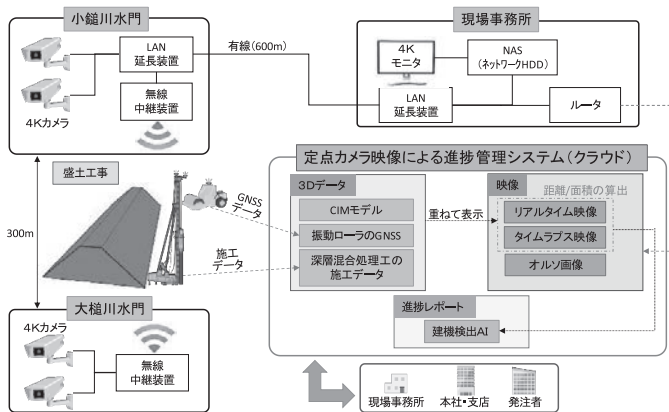 小鎚川水門
LAN
延長装置
無線
中継装置
4Kカメラ
有線(600m)
現場事務所
4K
モニタ
NAS
(ネットワークHDD)
LAN
延長装置
ルータ
300m
盛土工事
GNSS
データ
施工
データ
大槌川水門
4Kカメラ
無線
中継装置
定点カメラ映像による進捗管理システム(クラウド)
3Dデータ
CIMモデル
振動ローラのGNSS
深層混合処理工の
施工データ
重ねて表示
映像
距離/面積の算出
リアルタイム映像
タイムラプス映像
オルソ画像
進捗レポート
建機検出AI
現場事務所
本社・支店
発注者